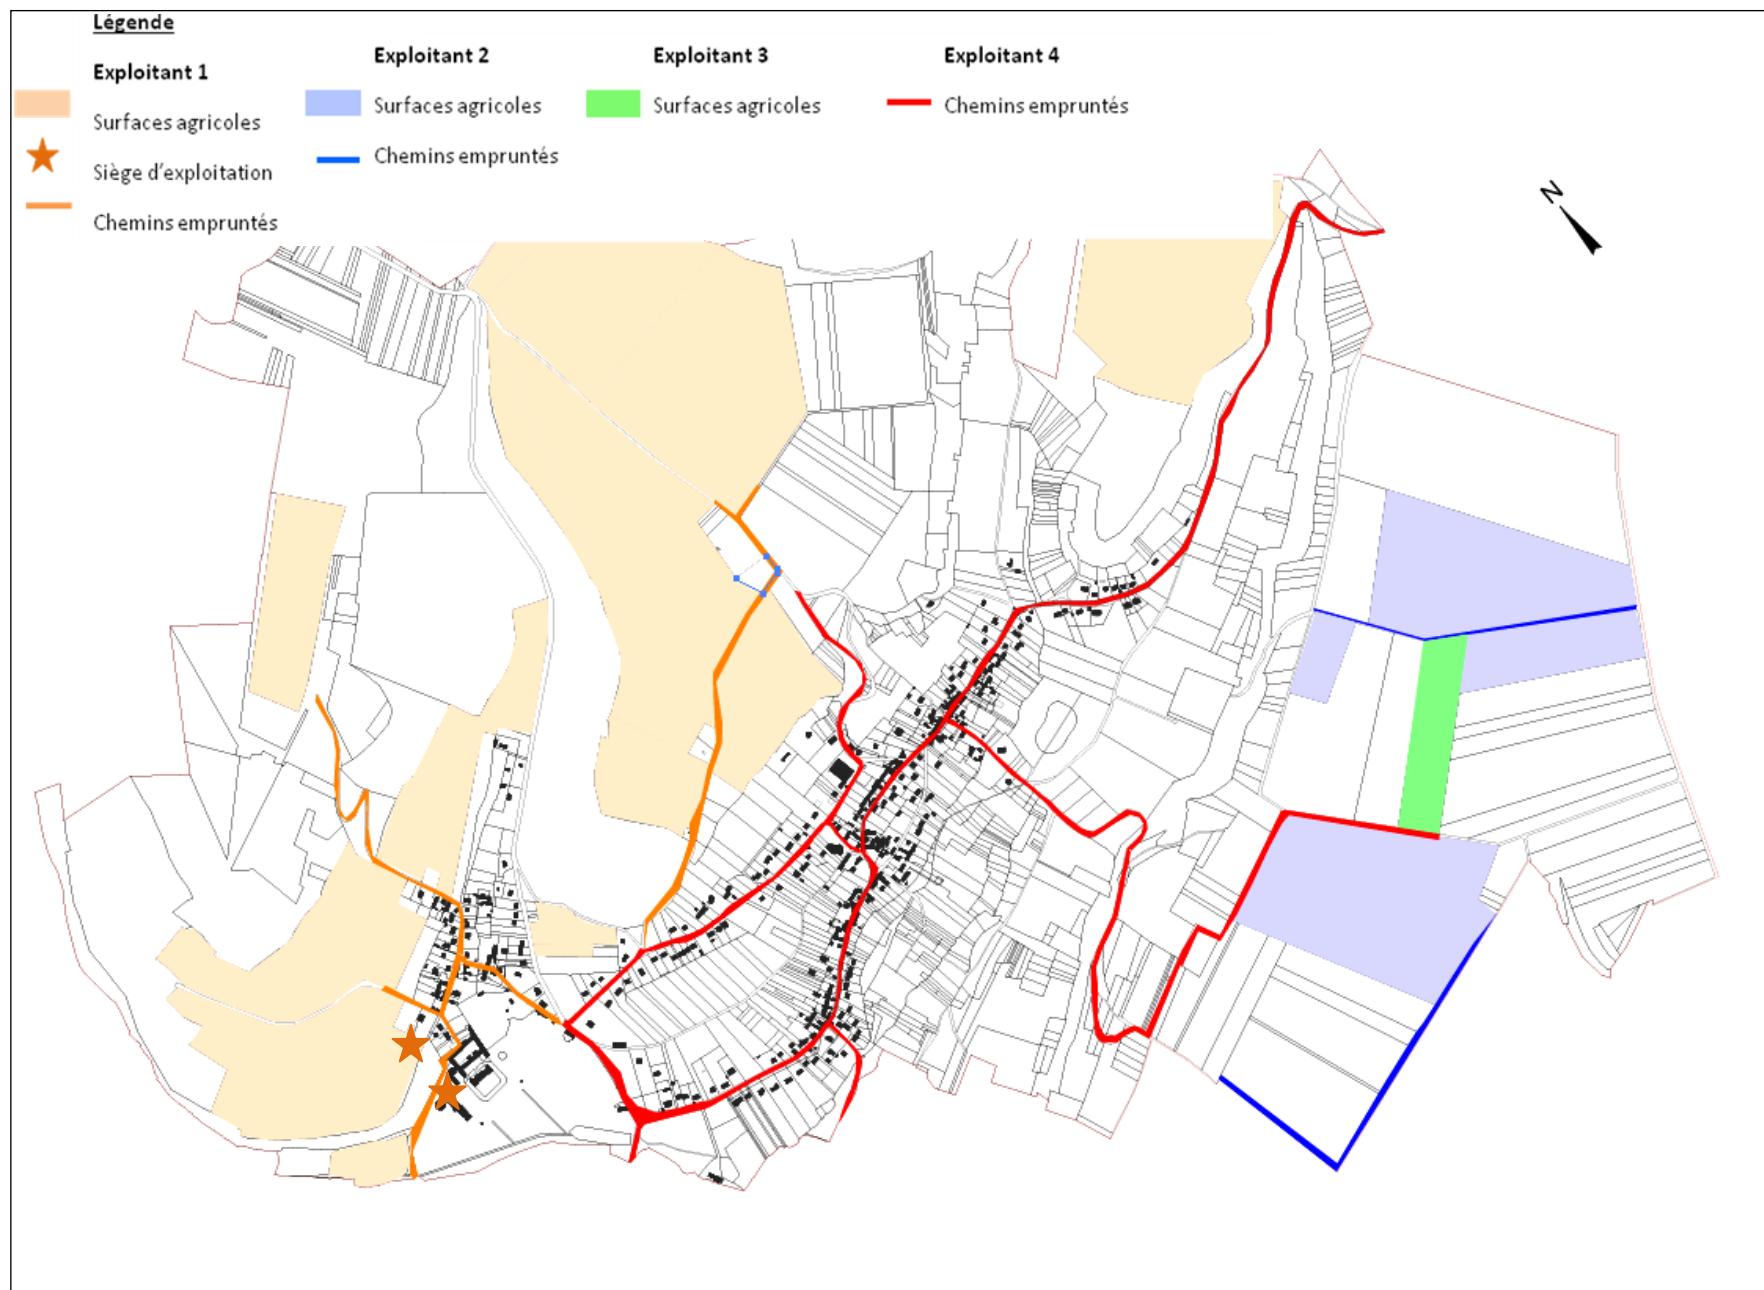 Légende
Exploitant 1
Surfaces agricoles
Siège d'exploitation
Chemins empruntés
Exploitant 2
Surfaces agricoles
Chemins empruntés
Exploitant 3
Surfaces agricoles
Exploitant 4
Chemins empruntés
N